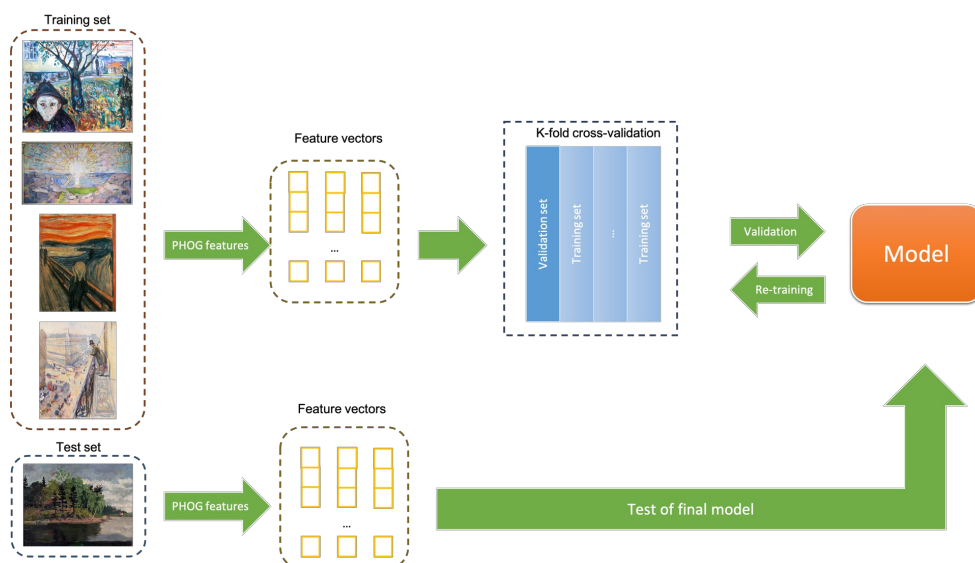 Training set
PHOG features
Feature vectors
...
K-fold cross-validation
Validation set
Training set
...
Training set
Validation
Re-training
Model
Test set
PHOG features
Feature vectors
...
Test of final model